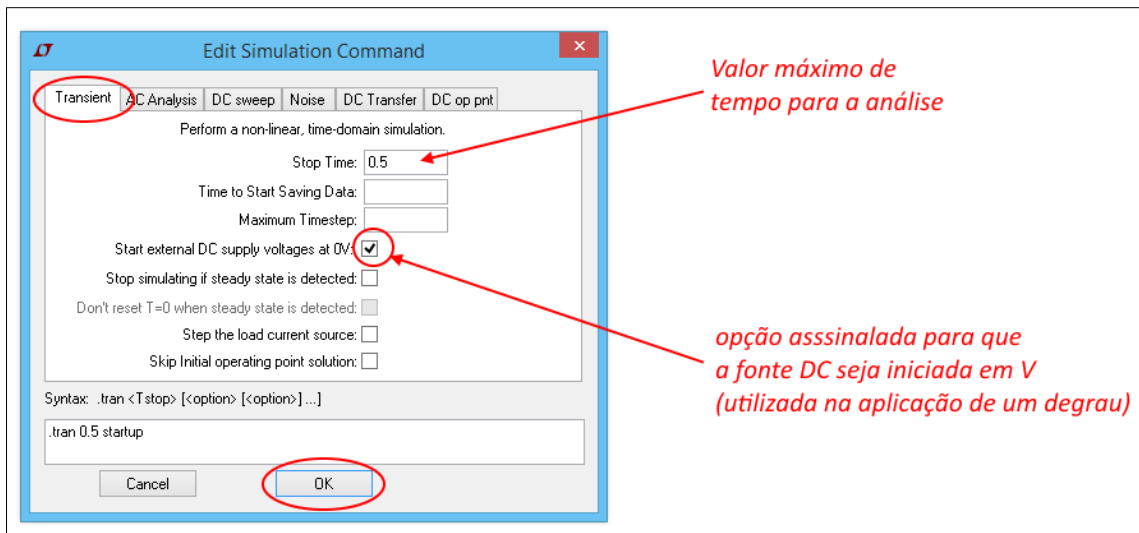 Edit Simulation Command
Transient AC Analysis DC sweep Noise DC Transfer DC op pnt
Perform a non-linear, time-domain simulation.
Stop Time: 0.5
Time to Start Saving Data:
Maximum Timestep:
Start external DC supply voltages at 0V:
Stop simulating if steady state is detected:
Don't reset T=0 when steady state is detected:
Step the load current source:
Skip Initial operating point solution:
Syntax: .tran <Tstop> [<option> [<option>] ...]
.tran 0.5 startup
Cancel OK
Valor máximo de
tempo para a análise
opção asssinalada para que
a fonte DC seja iniciada em V
(utilizada na aplicação de um degrau)